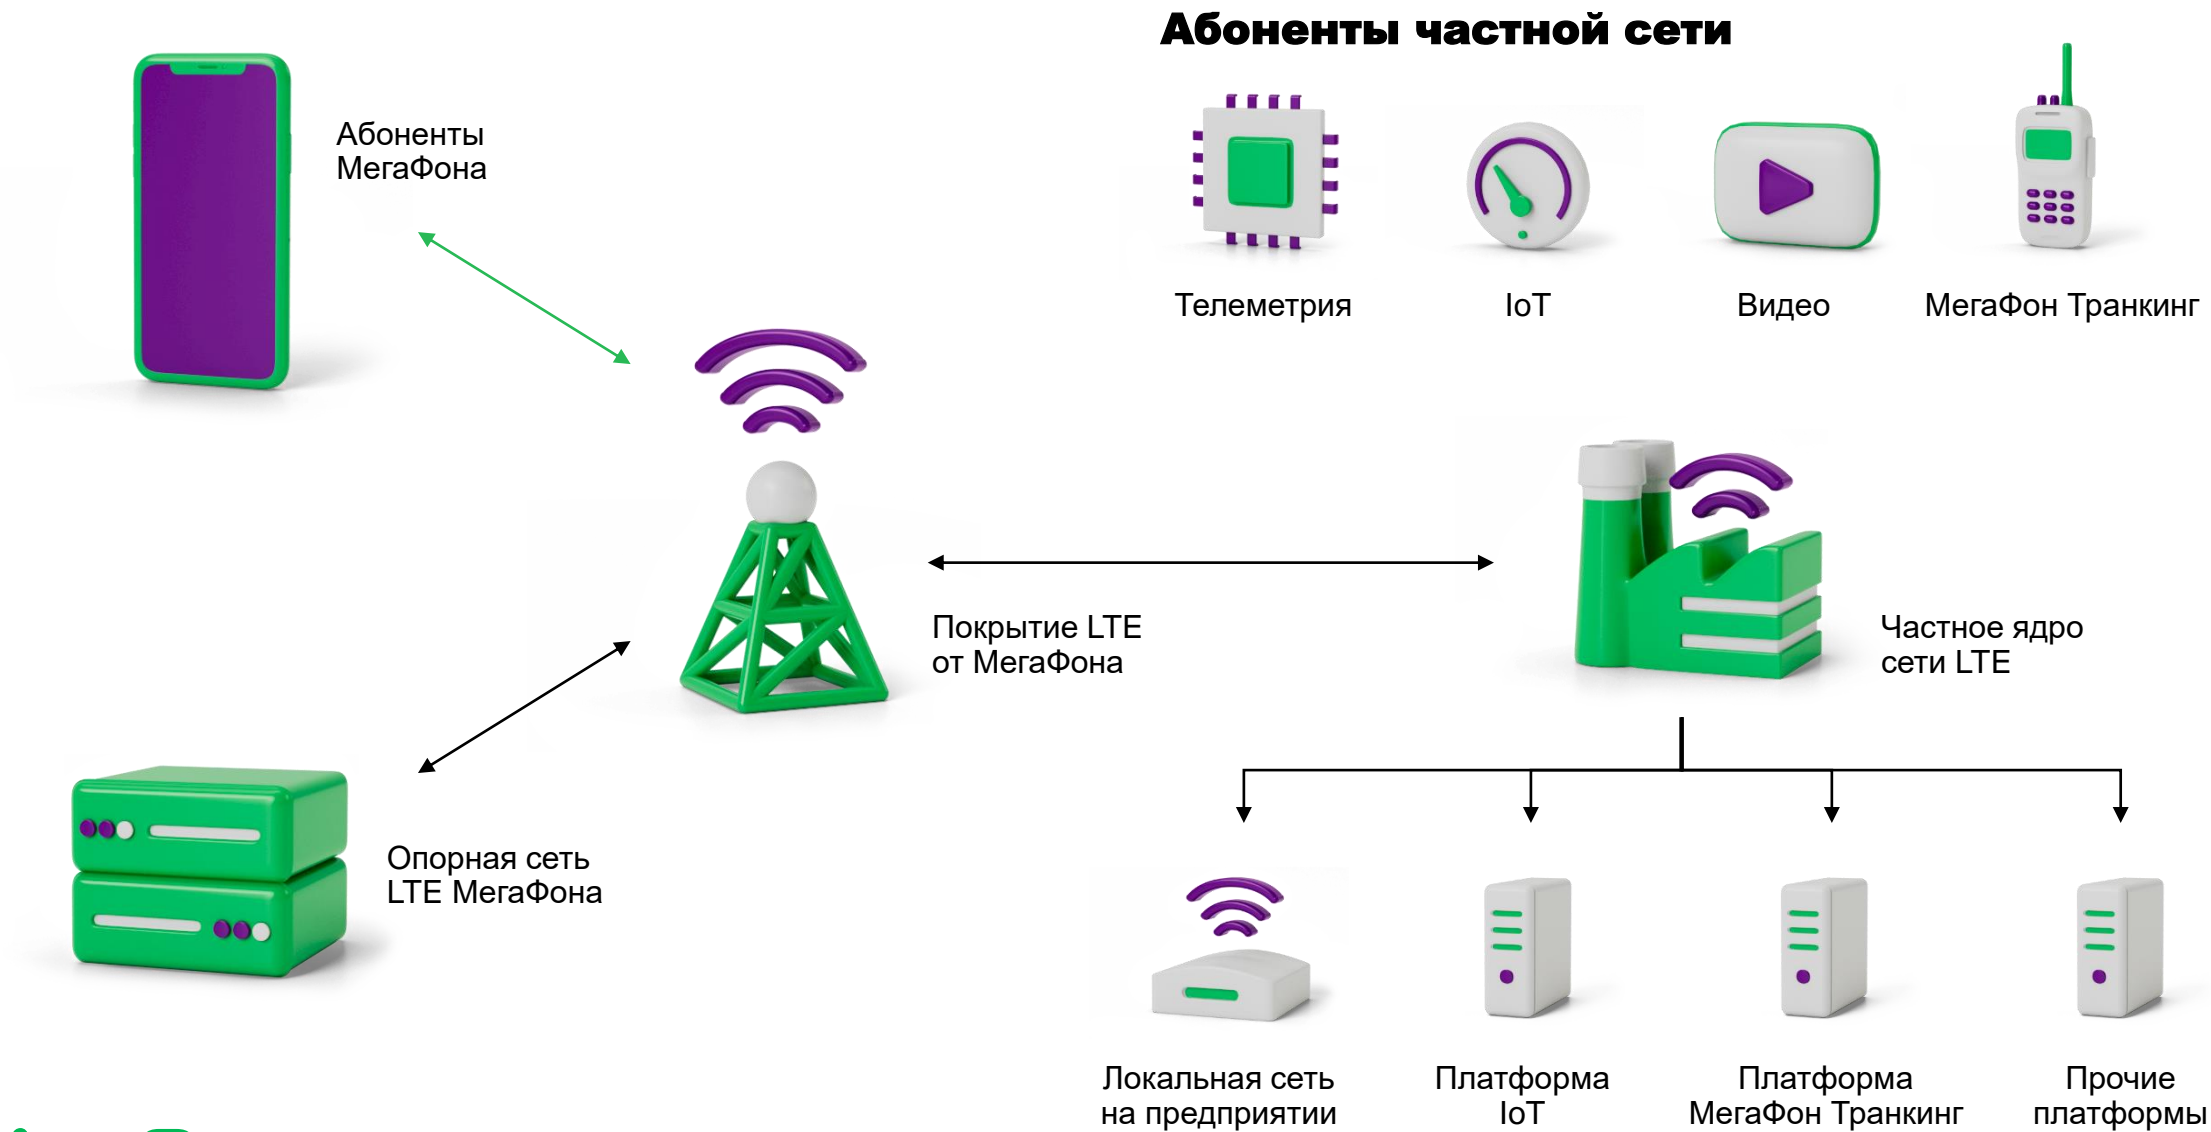 Абоненты частной сети
Абоненты
МегаФона
Телеметрия
IoT
Видео
МегаФон Транкинг
Покрытие LTE
от МегаФона
Частное ядро
сети LTE
Опорная сеть
LTE МегаФона
Локальная сеть
на предприятии
Платформа
IoT
Платформа
МегаФон Транкинг
Прочие
платформы